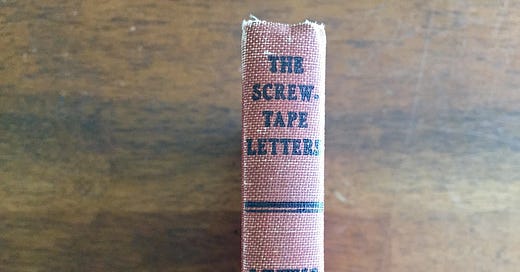 THE
SCREW-
TAPE
LETTERS